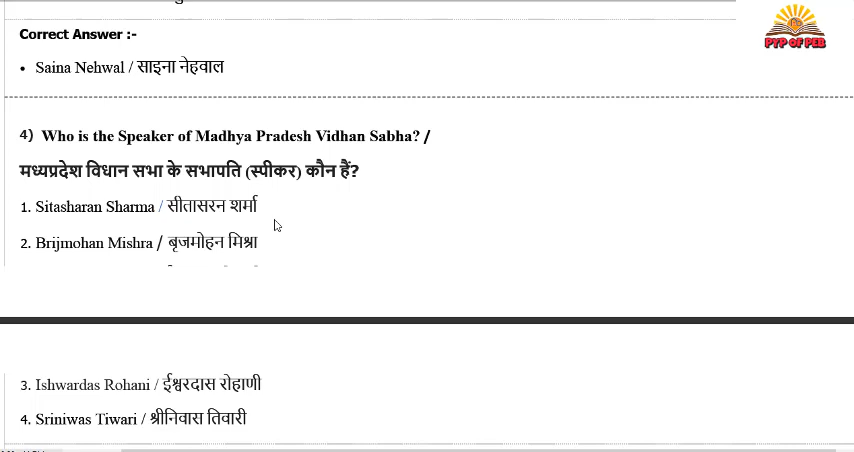 Correct Answer :-
PYP OF PEB
• Saina Nehwal / साइना नेहवाल
4) Who is the Speaker of Madhya Pradesh Vidhan Sabha? /
मध्यप्रदेश विधान सभा के सभापति (स्पीकर) कौन हैं?
1. Sitasharan Sharma / सीतासरन शर्मा
2. Brijmohan Mishra / बृजमोहन मिश्रा
3. Ishwardas Rohani / ईश्वरदास रोहाणी
4. Sriniwas Tiwari / श्रीनिवास तिवारी